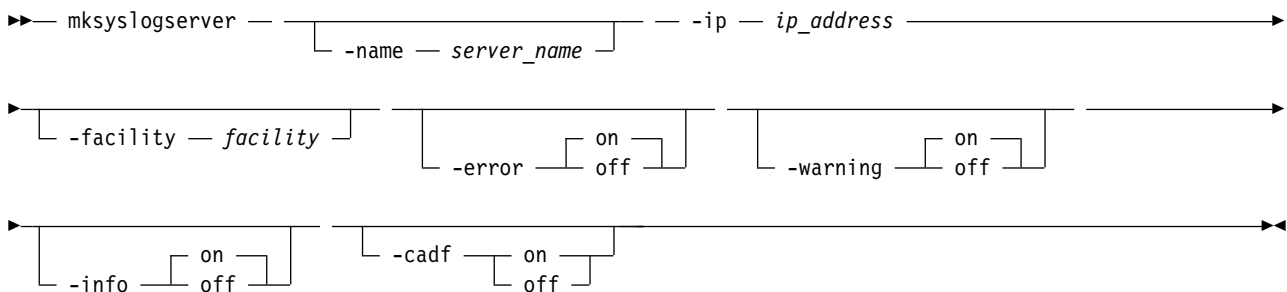 mksyslogserver -name server_name -ip ip_address
-facility facility -error on off -warning on off
-info on off -cadf on off